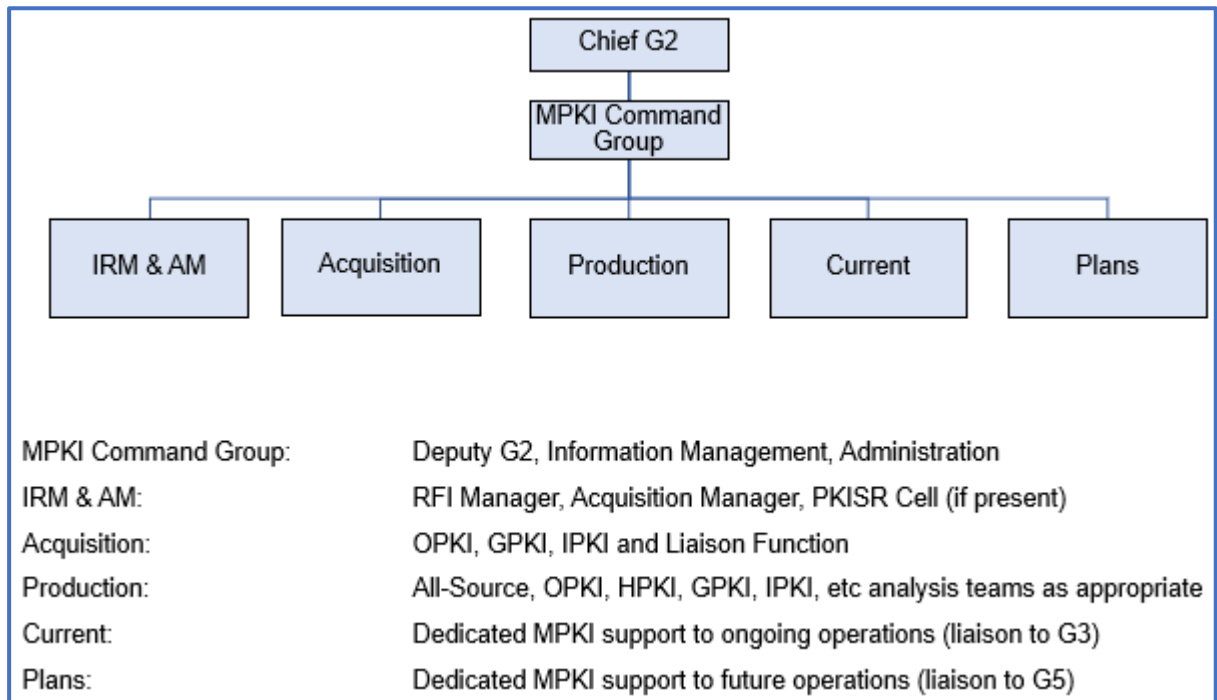 Chief G2
MPKI Command
Group
IRM & AM
Acquisition
Production
Current
Plans
MPKI Command Group: Deputy G2, Information Management, Administration
IRM & AM: RFI Manager, Acquisition Manager, PKISR Cell (if present)
Acquisition: OPKI, GPKI, IPKI and Liaison Function
Production: All-Source, OPKI, HPKI, GPKI, IPKI, etc analysis teams as appropriate
Current: Dedicated MPKI support to ongoing operations (liaison to G3)
Plans: Dedicated MPKI support to future operations (liaison to G5)